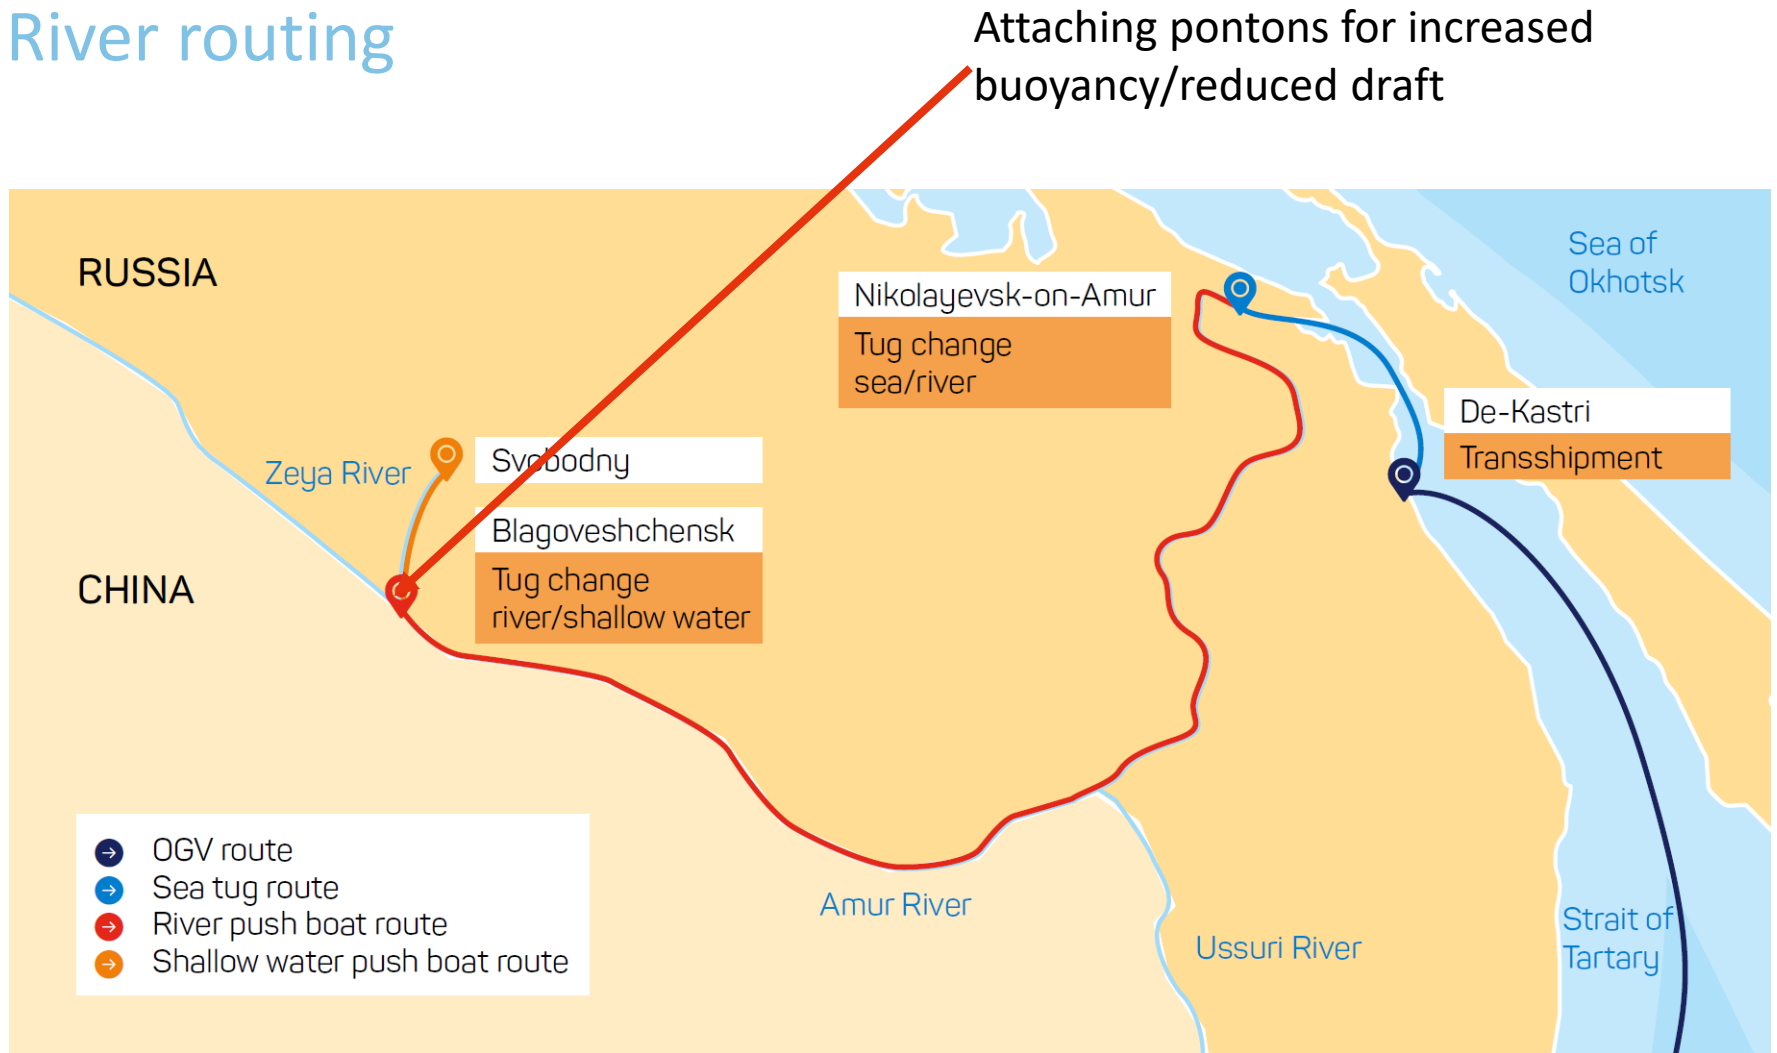 River routing
Attaching pontons for increased
buoyancy/reduced draft
RUSSIA
CHINA
Sea of
Okhotsk
Nikolayevsk-on-Amur
Tug change
sea/river
De-Kastri
Transshipment
Zeya River
Svobodny
Blagoveshchensk
Tug change
river/shallow water
OGV route
Sea tug route
River push boat route
Shallow water push boat route
Amur River
Ussuri River
Strait of
Tartary